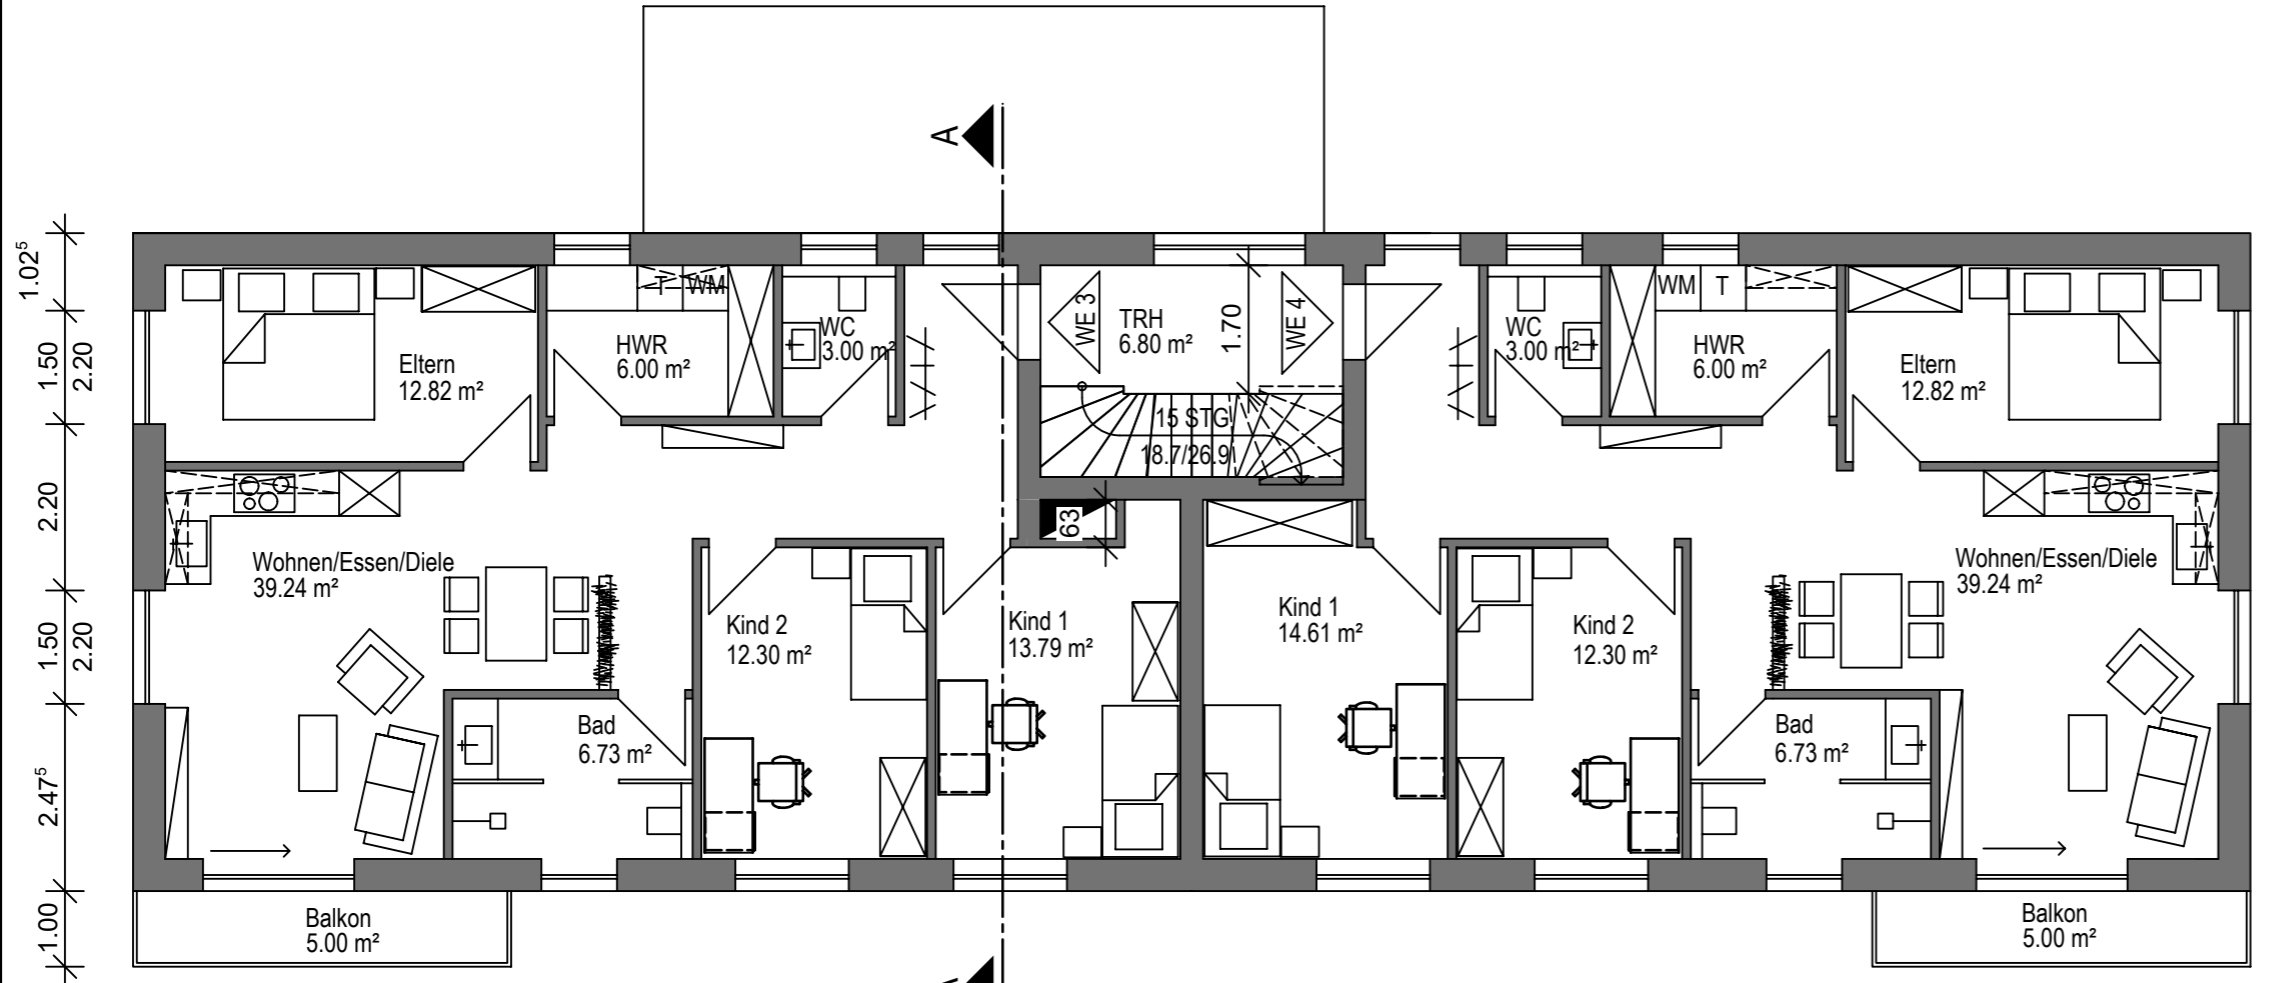 A
1.02⁵
1.50
2.20
2.20
1.50
2.20
2.47⁵
1.00
T
WM
WC
3.00 m²
HWR
6.00 m²
Eltern
12.82 m²
WE 3
TRH
6.80 m²
1.70
WE 4
15 STG
18.7/26.9
WC
3.00 m²
WM
T
HWR
6.00 m²
Eltern
12.82 m²
63
Wohnen/Essen/Diele
39.24 m²
Kind 2
12.30 m²
Kind 1
13.79 m²
Kind 1
14.61 m²
Kind 2
12.30 m²
Wohnen/Essen/Diele
39.24 m²
Bad
6.73 m²
Bad
6.73 m²
Balkon
5.00 m²
Balkon
5.00 m²